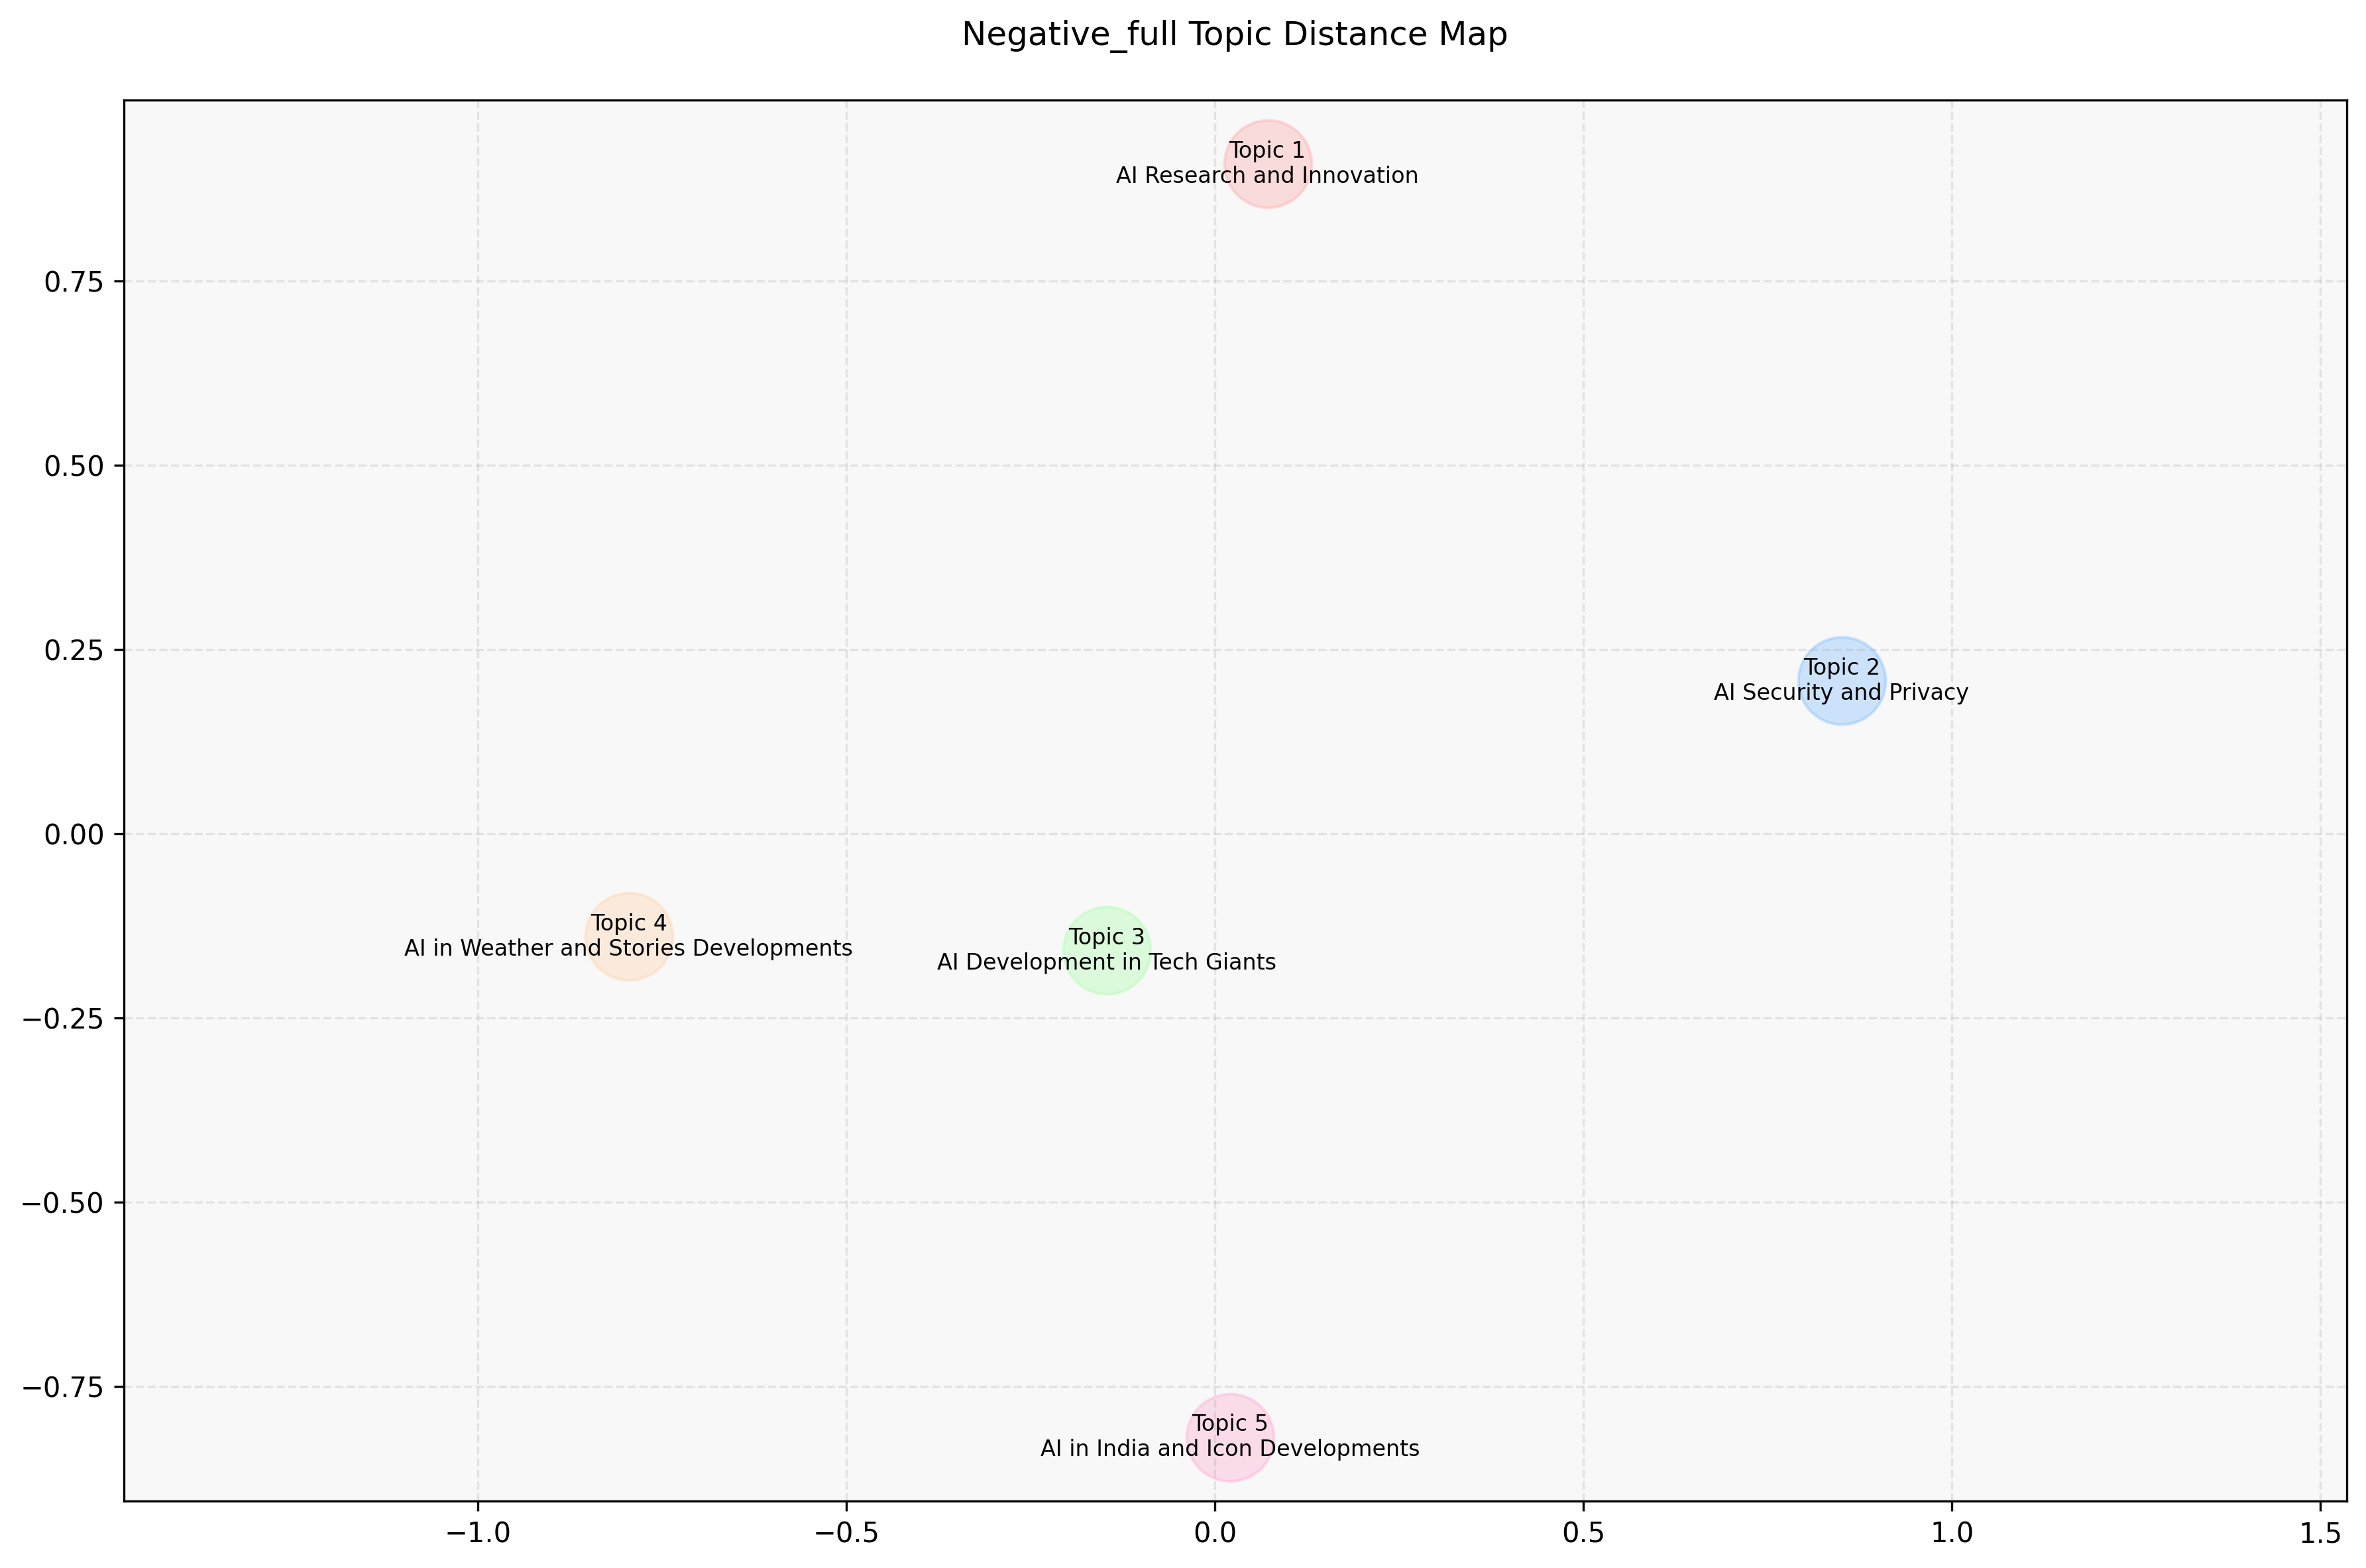 Negative_full Topic Distance Map
Topic 1
AI Research and Innovation
0.75
0.50
0.25
Topic 2
AI Security and Privacy
0.00
Topic 4
AI in Weather and Stories Developments
Topic 3
AI Development in Tech Giants
−0.25
−0.50
−0.75
Topic 5
AI in India and Icon Developments
−1.0 −0.5 0.0 0.5 1.0 1.5